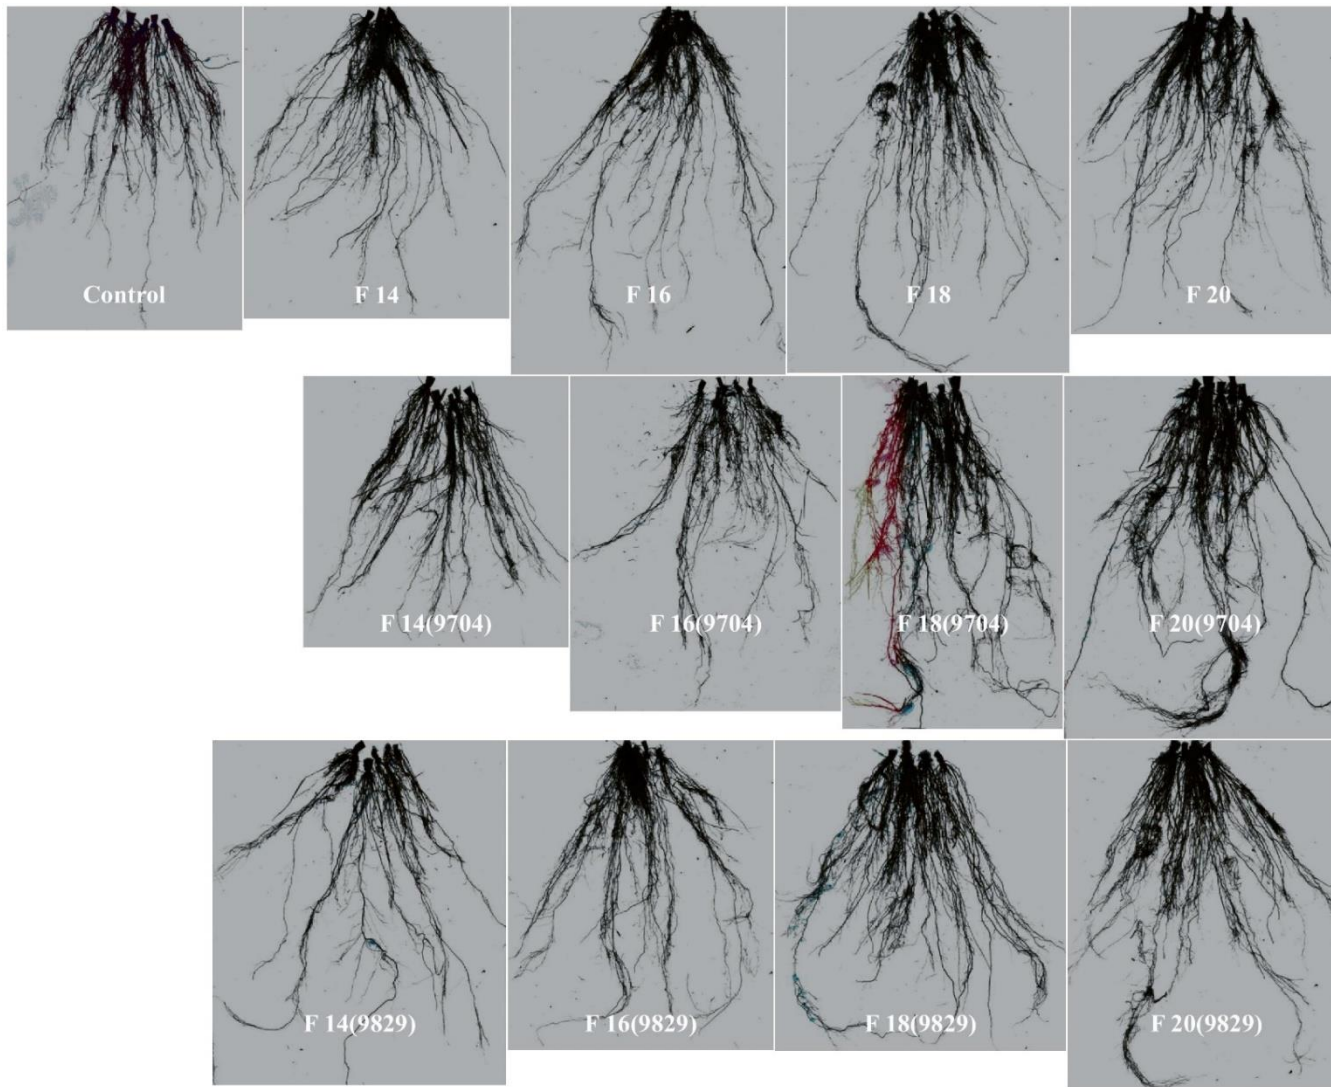 Control
F 14
F 16
F 18
F 20
F 14(9704)
F 16(9704)
F 18(9704)
F 20(9704)
F 14(9829)
F 16(9829)
F 18(9829)
F 20(9829)